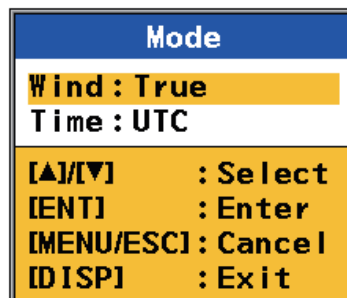 Mode
Wind:True
Time:UTC
[▲]/[▼] :Select
[ENT] :Enter
[MENU/ESC]:Cancel
[DISP] :Exit